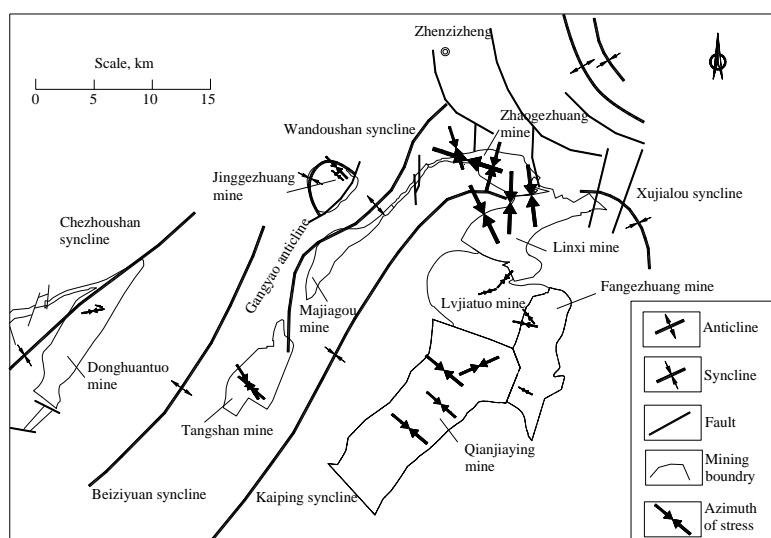 Zhenzizheng
Scale, km
0 5 10 15
Wandoushan syncline
Zhaogezhuang
mine
Jinggezhuang
mine
Xujialou syncline
Chezhoushan
syncline
Gangyao anticline
Linxi mine
Fangezhuang mine
Lvjiatuo mine
Majiagou
mine
Donghuantuo
mine
Tangshan mine
Qianjiaying
mine
Beiziyuan syncline
Kaiping syncline
Anticline
Syncline
Fault
Mining
boundry
Azimuth
of stress